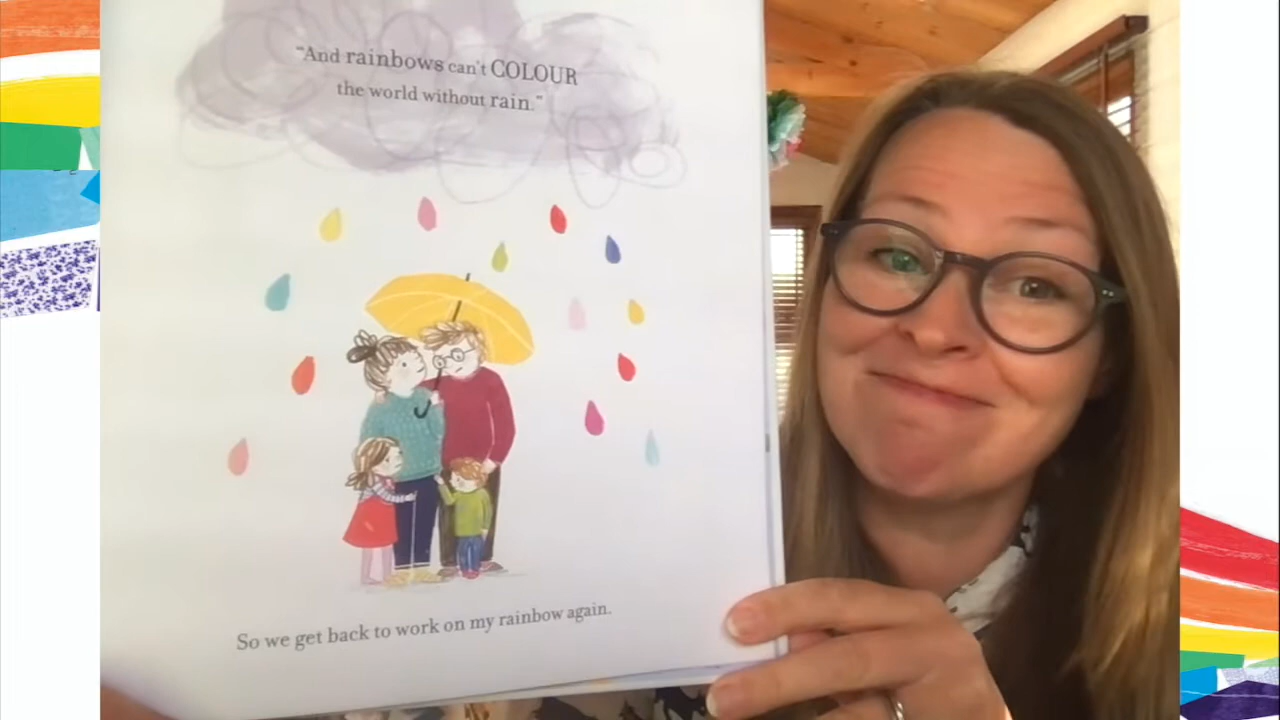 "And rainbows can't COLOUR
the world without rain."
So we get back to work on my rainbow again.